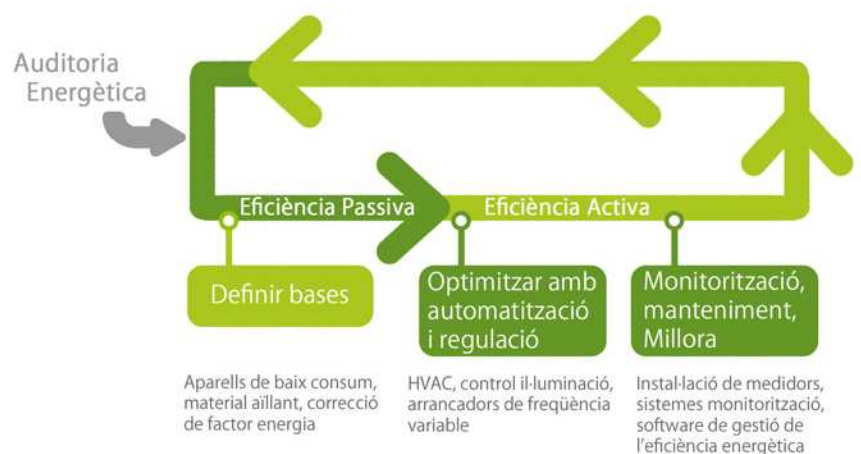 Auditoria
Energètica
Eficiència Passiva
Eficiència Activa
Definir bases
Optimitzar amb
automatització
i regulació
Monitorització,
manteniment,
Millora
Aparells de baix consum,
material aïllant, correcció
de factor energía
HVAC, control il·luminació,
arrancadors de freqüència
variable
Instal·lació de medidors,
sistemes monitorització,
software de gestió de
l'eficiència energètica